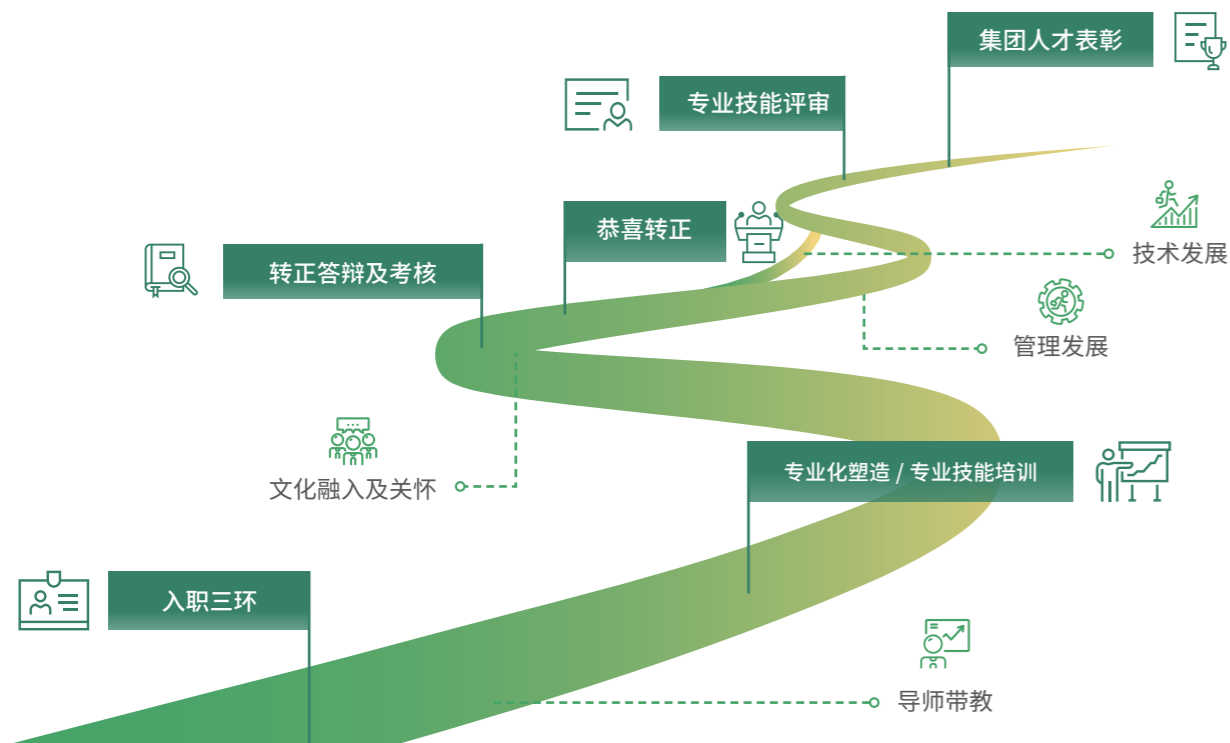 集团人才表彰
专业技能评审
恭喜转正
技术发展
转正答辩及考核
管理发展
专业化塑造 / 专业技能培训
文化融入及关怀
入职三环
导师带教